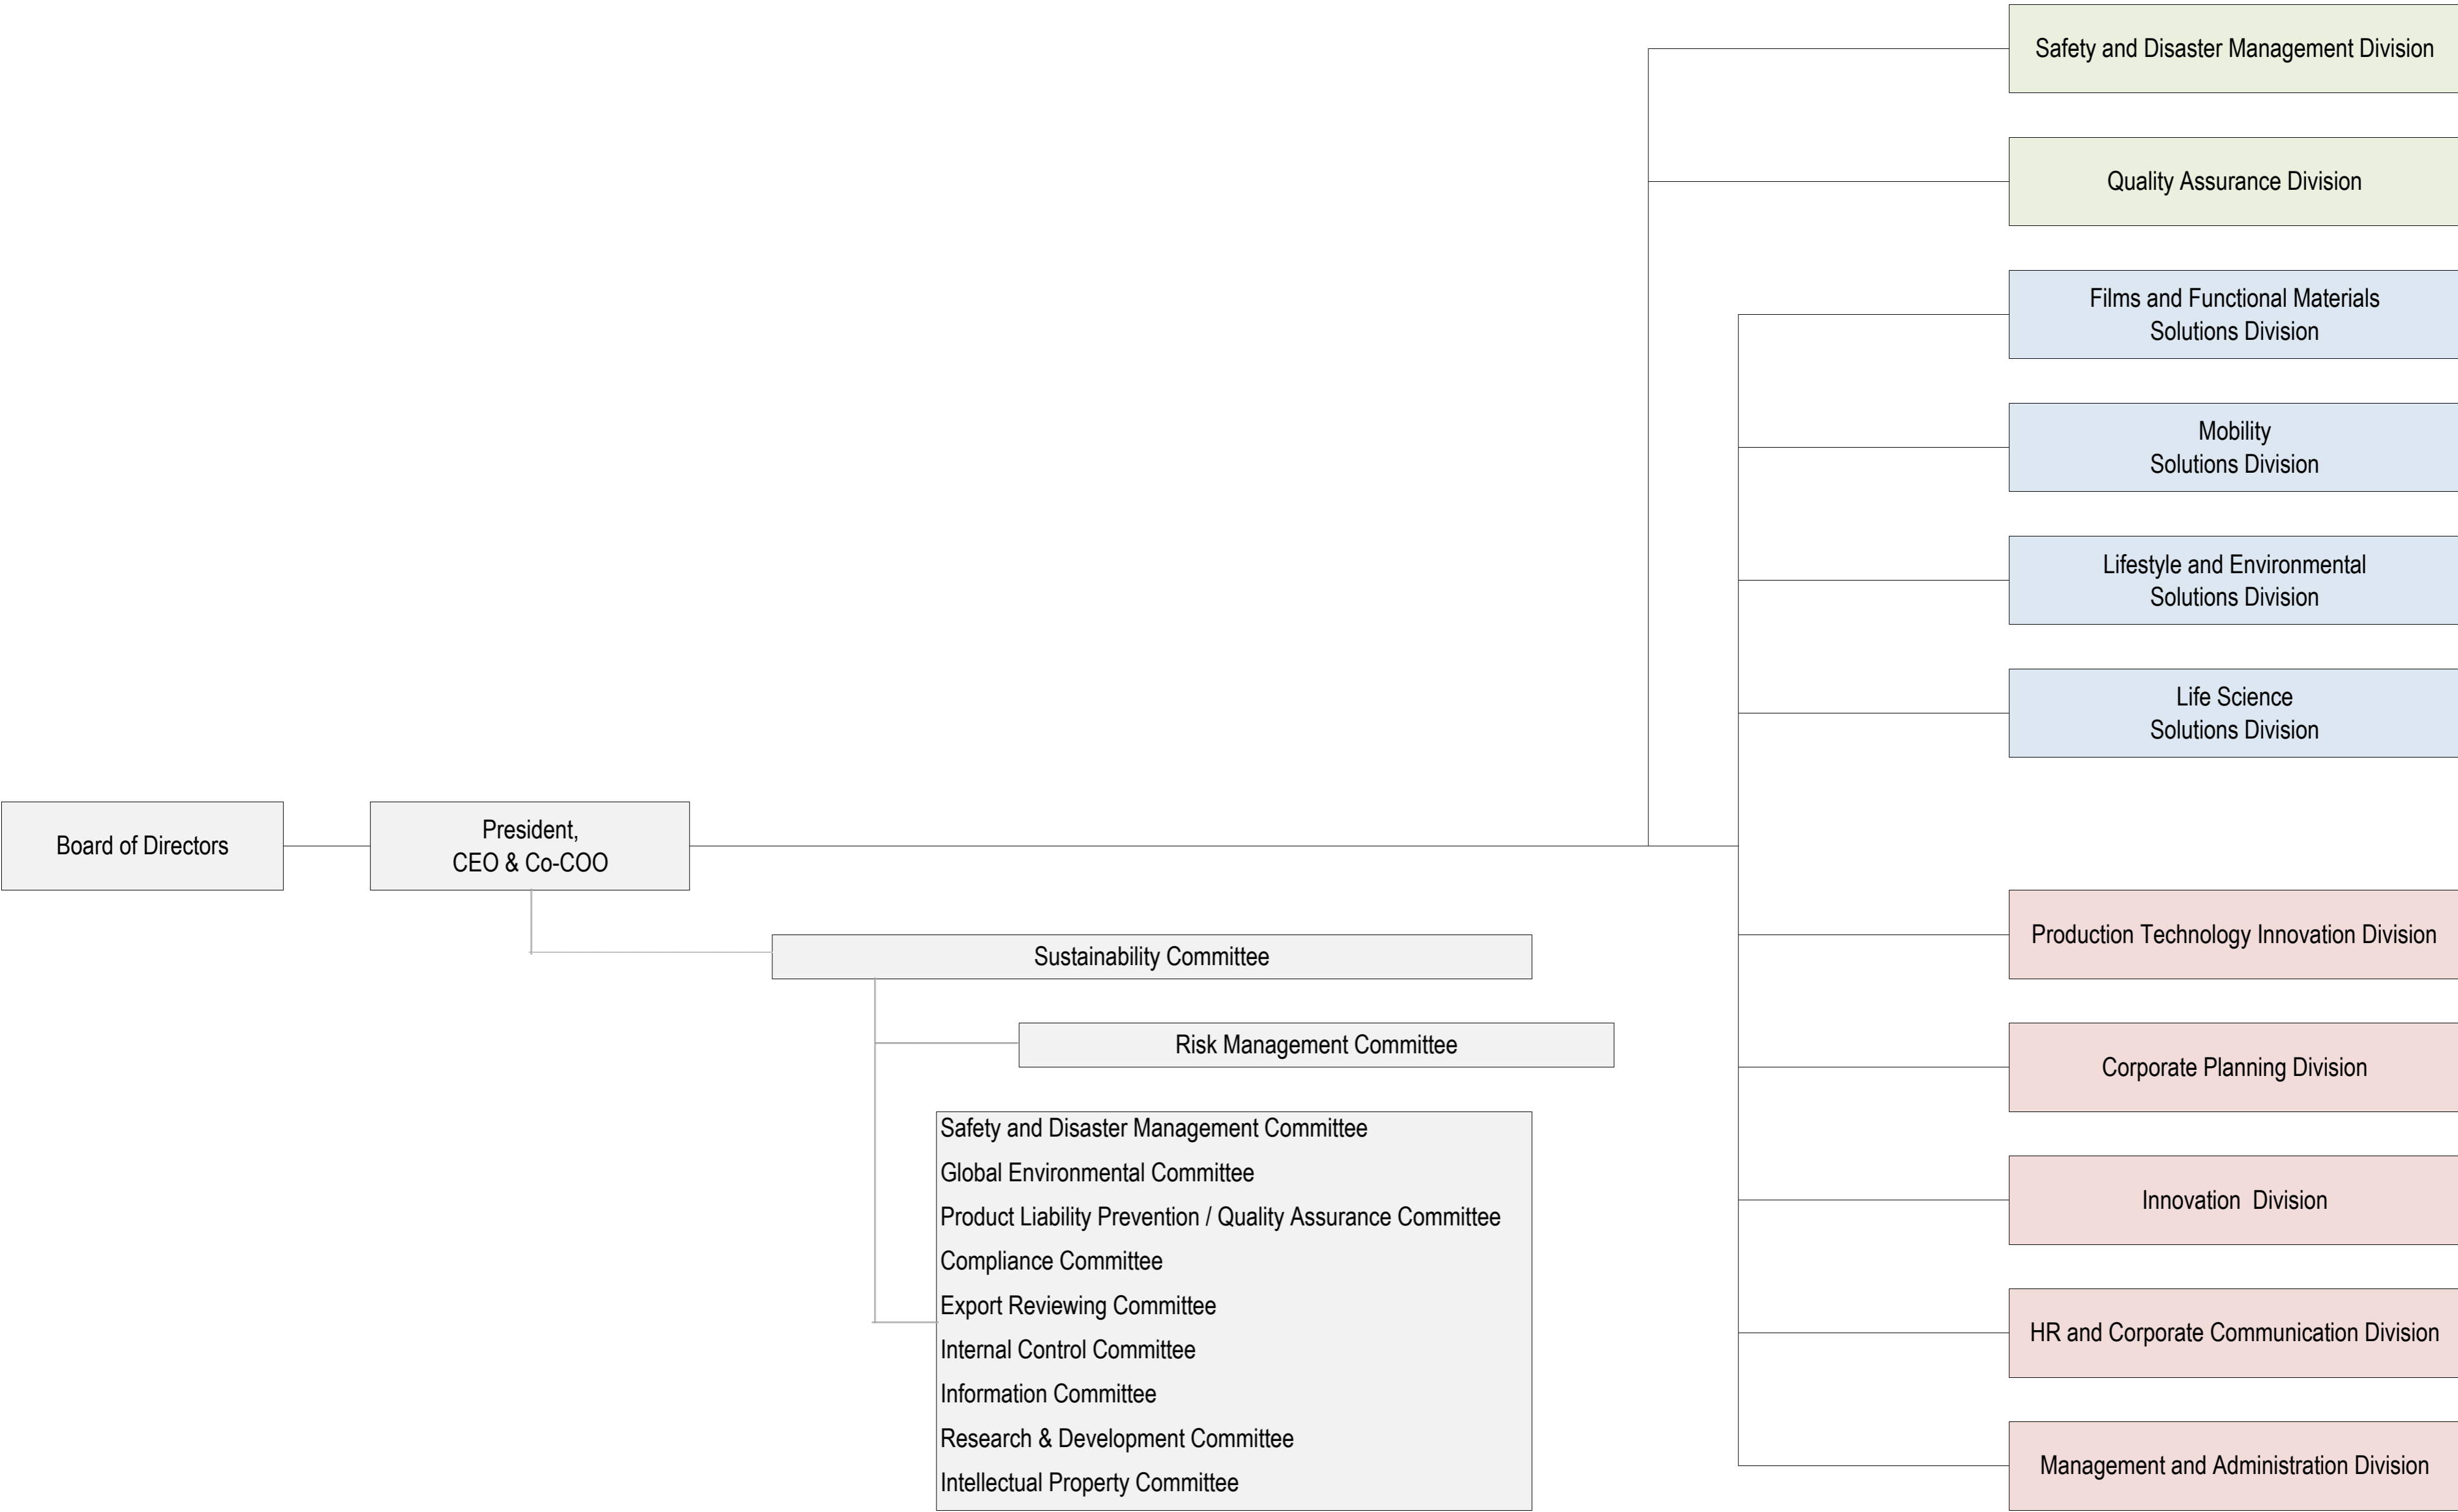 Safety and Disaster Management Division
Quality Assurance Division
Films and Functional Materials
Solutions Division
Mobility
Solutions Division
Lifestyle and Environmental
Solutions Division
Life Science
Solutions Division
Board of Directors
President,
CEO & Co-COO
Sustainability Committee
Risk Management Committee
Safety and Disaster Management Committee
Global Environmental Committee
Product Liability Prevention / Quality Assurance Committee
Compliance Committee
Export Reviewing Committee
Internal Control Committee
Information Committee
Research & Development Committee
Intellectual Property Committee
Production Technology Innovation Division
Corporate Planning Division
Innovation  Division
HR and Corporate Communication Division
Management and Administration Division